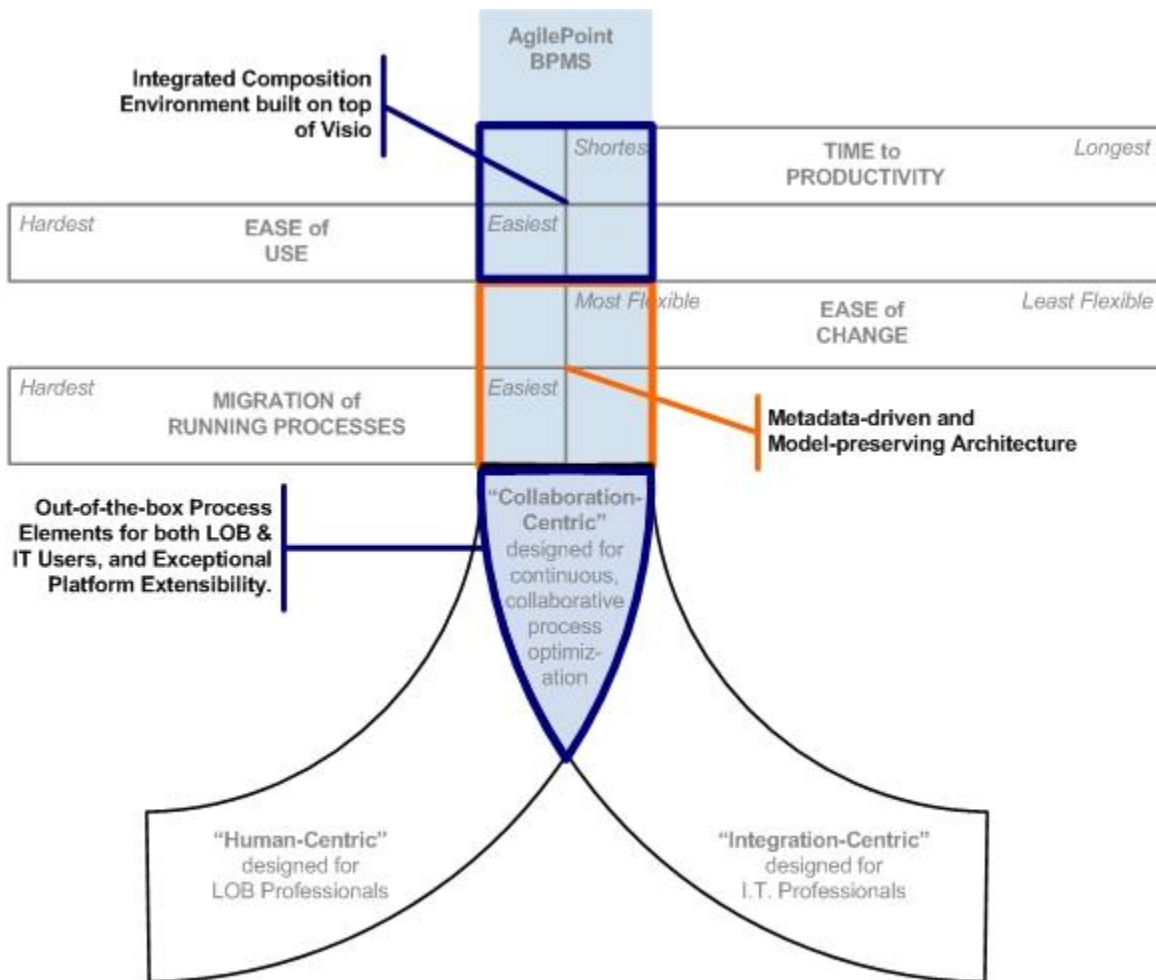 AgilePoint
BPMS
Integrated Composition
Environment built on top
of Visio
Shortes
TIME to
PRODUCTIVITY
Longest
Hardest
EASE of
USE
Easiest
Most Flexible
EASE of
CHANGE
Least Flexible
Hardest
MIGRATION of
RUNNING PROCESSES
Easiest
Metadata-driven and
Model-preserving Architecture
Out-of-the-box Process
Elements for both LOB &
IT Users, and Exceptional
Platform Extensibility.
“Collaboration-
Centric”
designed for
continuous,
collaborative
process
optimiz-
ation
“Human-Centric”
designed for
LOB Professionals
“Integration-Centric”
designed for
I.T. Professionals